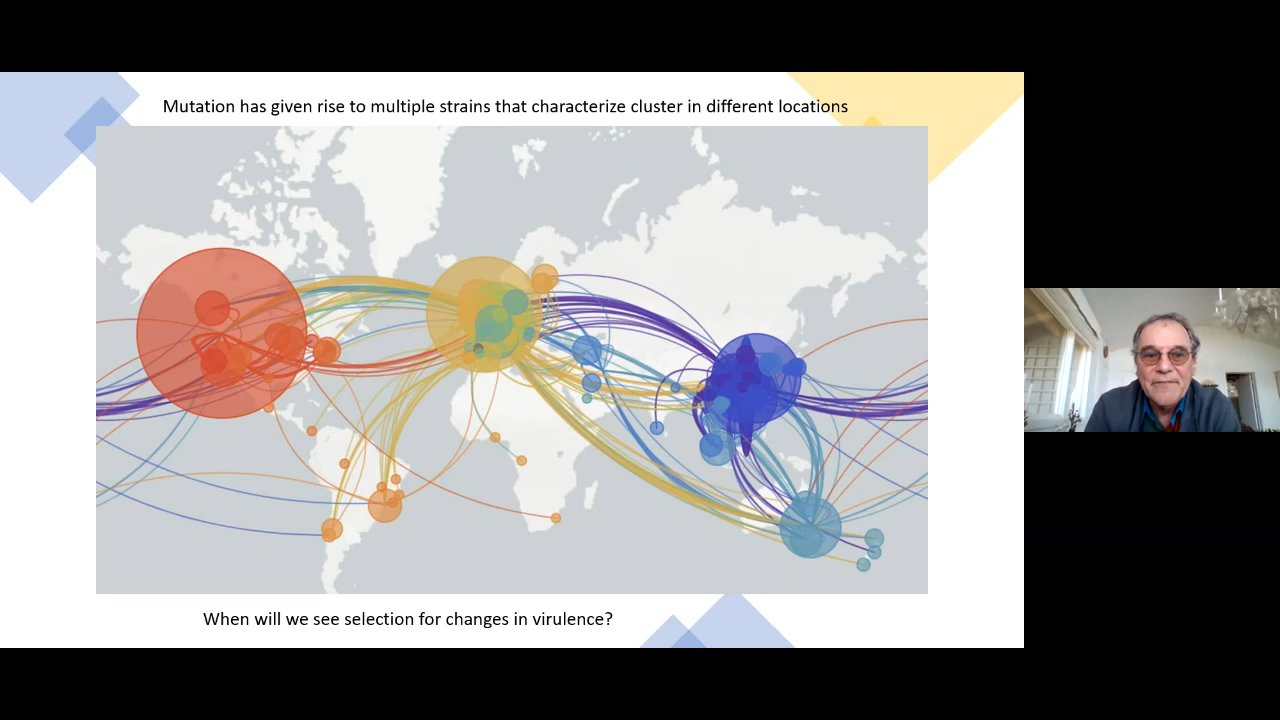 Mutation has given rise to multiple strains that characterize cluster in different locations
When will we see selection for changes in virulence?